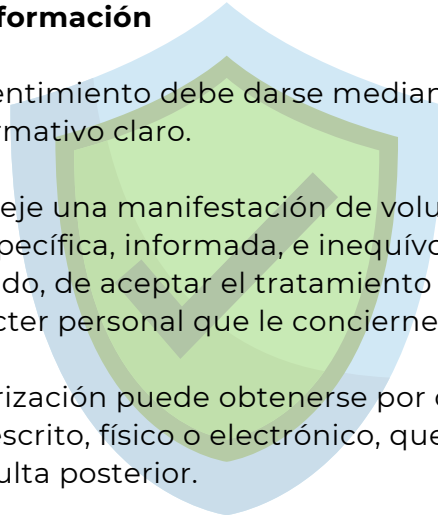 formación
entimiento debe darse median
rmativo claro.
eje una manifestación de volu
pecífica, informada, e inequívo
do, de aceptar el tratamiento
cter personal que le concierne
rización puede obtenerse por c
escrito, físico o electrónico, que
ulta posterior.